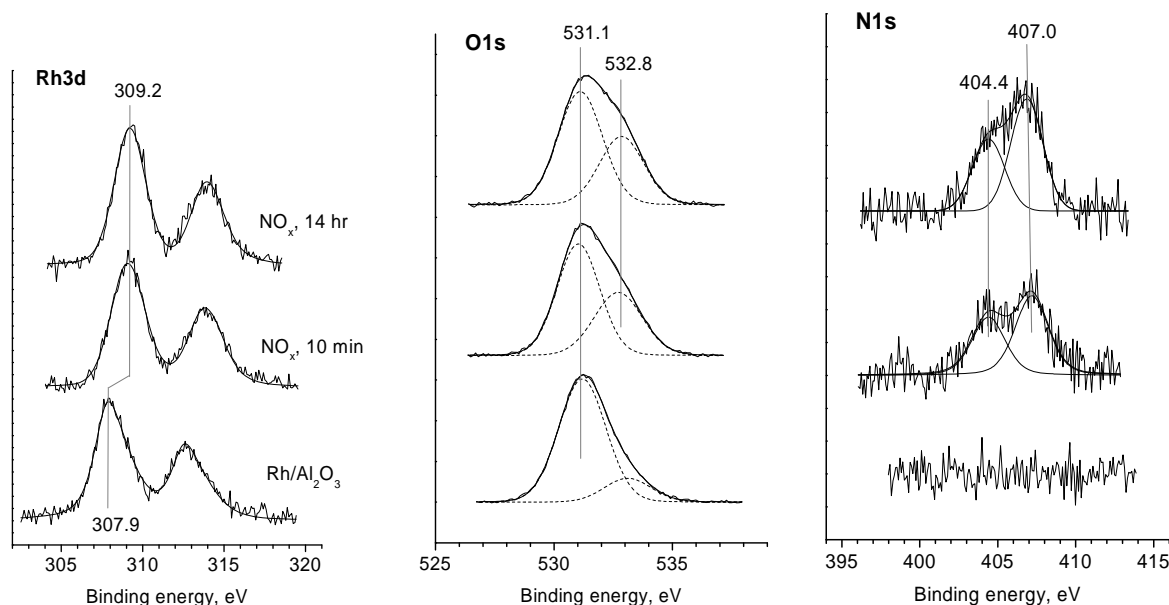 Rh3d
309.2
NOx, 14 hr
NOx, 10 min
Rh/Al2O3
307.9
305 310 315 320
Binding energy, eV
O1s
531.1
532.8
525 530 535
Binding energy, eV
N1s
407.0
404.4
395 400 405 410 415
Binding energy, eV